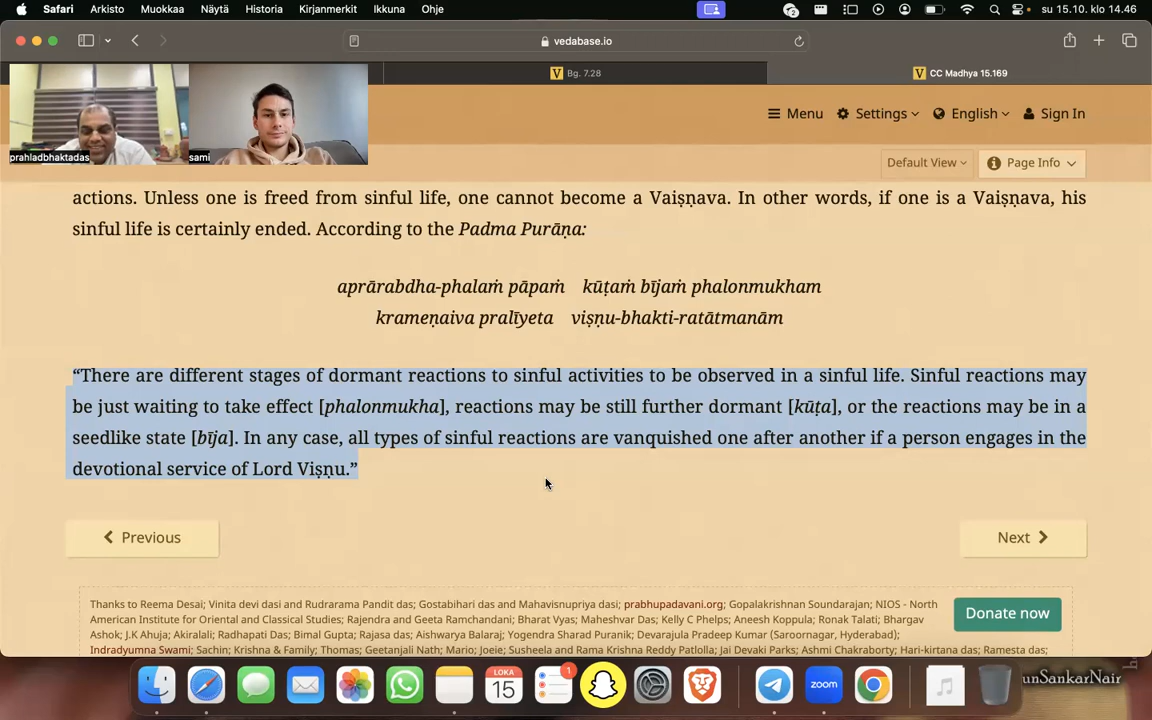 Safari Arkisto Muokkaa Näytä Historia Kirjanmerkit Ikkuna Ohje su 15.10. klo 14.46
vedabase.io
Bg. 7.28 CC Madhya 15.169
Menu Settings English Sign In
prahladbhaktadas sami
Default View Page Info
actions. Unless one is freed from sinful life, one cannot become a Vaiṣṇava. In other words, if one is a Vaiṣṇava, his
sinful life is certainly ended. According to the Padma Purāṇa:
aprārabdha-phalaṁ pāpaṁ kūṭaṁ bījaṁ phalonmukham
krameṇaiva pralīyeta viṣṇu-bhakti-ratātmanām
“There are different stages of dormant reactions to sinful activities to be observed in a sinful life. Sinful reactions may
be just waiting to take effect [phalonmukha], reactions may be still further dormant [kūṭa], or the reactions may be in a
seedlike state [bīja]. In any case, all types of sinful reactions are vanquished one after another if a person engages in the
devotional service of Lord Viṣṇu.”
Previous Next
Thanks to Reema Desai; Vinita devi dasi and Rudrarama Pandit das; Gostabihari das and Mahavisnupriya dasi; prabhupadavani.org; Gopalakrishnan Soundarajan; NIOS - North
American Institute for Oriental and Classical Studies; Rajendra and Geeta Ramchandani; Bharat Vyas; Maheshver Das; Kelly C Phelps; Aneesh Koppula; Ronak Talati; Bhargav
Ashok; J.K Ahuja; Akiralali; Radhapati Das; Bimal Gupta; Rajasa das; Aishwarya Balaraj; Yogendra Sharad Puranik; Devarajula Pradeep Kumar (Saroornagar, Hyderabad);
Indradyumna Swami; Sachin; Krishna & Family; Thomas; Geetanjali Nath; Mario; Joeie; Susheela and Rama Krishna Reddy Patlolla; Jai Devaki Parks; Ashmi Chakraborty; Hari-kirtana das; Ramesta das;
Donate now
LOKA
15
1
zoom
unSankarNair